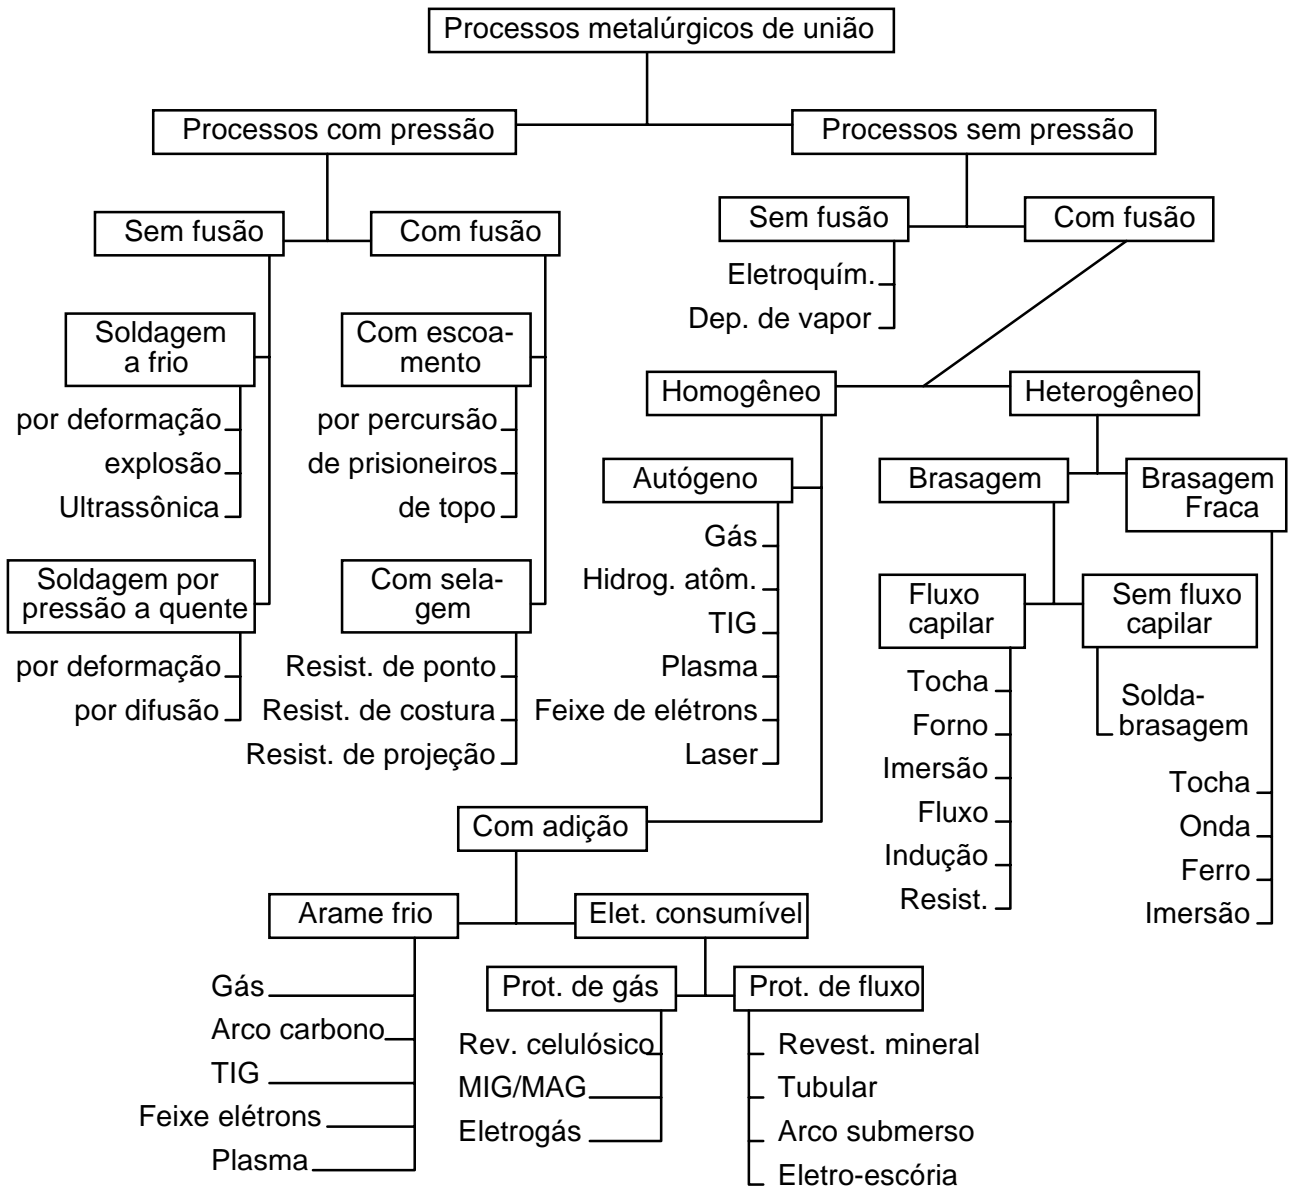 Processos metalúrgicos de união
Processos com pressão
Processos sem pressão
Sem fusão
Com fusão
Sem fusão
Com fusão
Eletroquím.
Dep. de vapor
Soldagem
a frio
por deformação
explosão
Ultrassônica
Com escoa-
mento
por percursão
de prisioneiros
de topo
Soldagem por
pressão a quente
por deformação
por difusão
Com sela-
gem
Resist. de ponto
Resist. de costura
Resist. de projeção
Homogêneo
Heterogêneo
Autógeno
Gás
Hidrog. atôm.
TIG
Plasma
Feixe de elétrons
Laser
Brasagem
Brasagem
Fraca
Fluxo
capilar
Sem fluxo
capilar
Tocha
Forno
Imersão
Fluxo
Indução
Resist.
Solda-
brasagem
Tocha
Onda
Ferro
Imersão
Com adição
Arame frio
Elet. consumível
Gás
Arco carbono
TIG
Feixe elétrons
Plasma
Prot. de gás
Prot. de fluxo
Rev. celulósico
MIG/MAG
Eletrogás
Revest. mineral
Tubular
Arco submerso
Eletro-escória